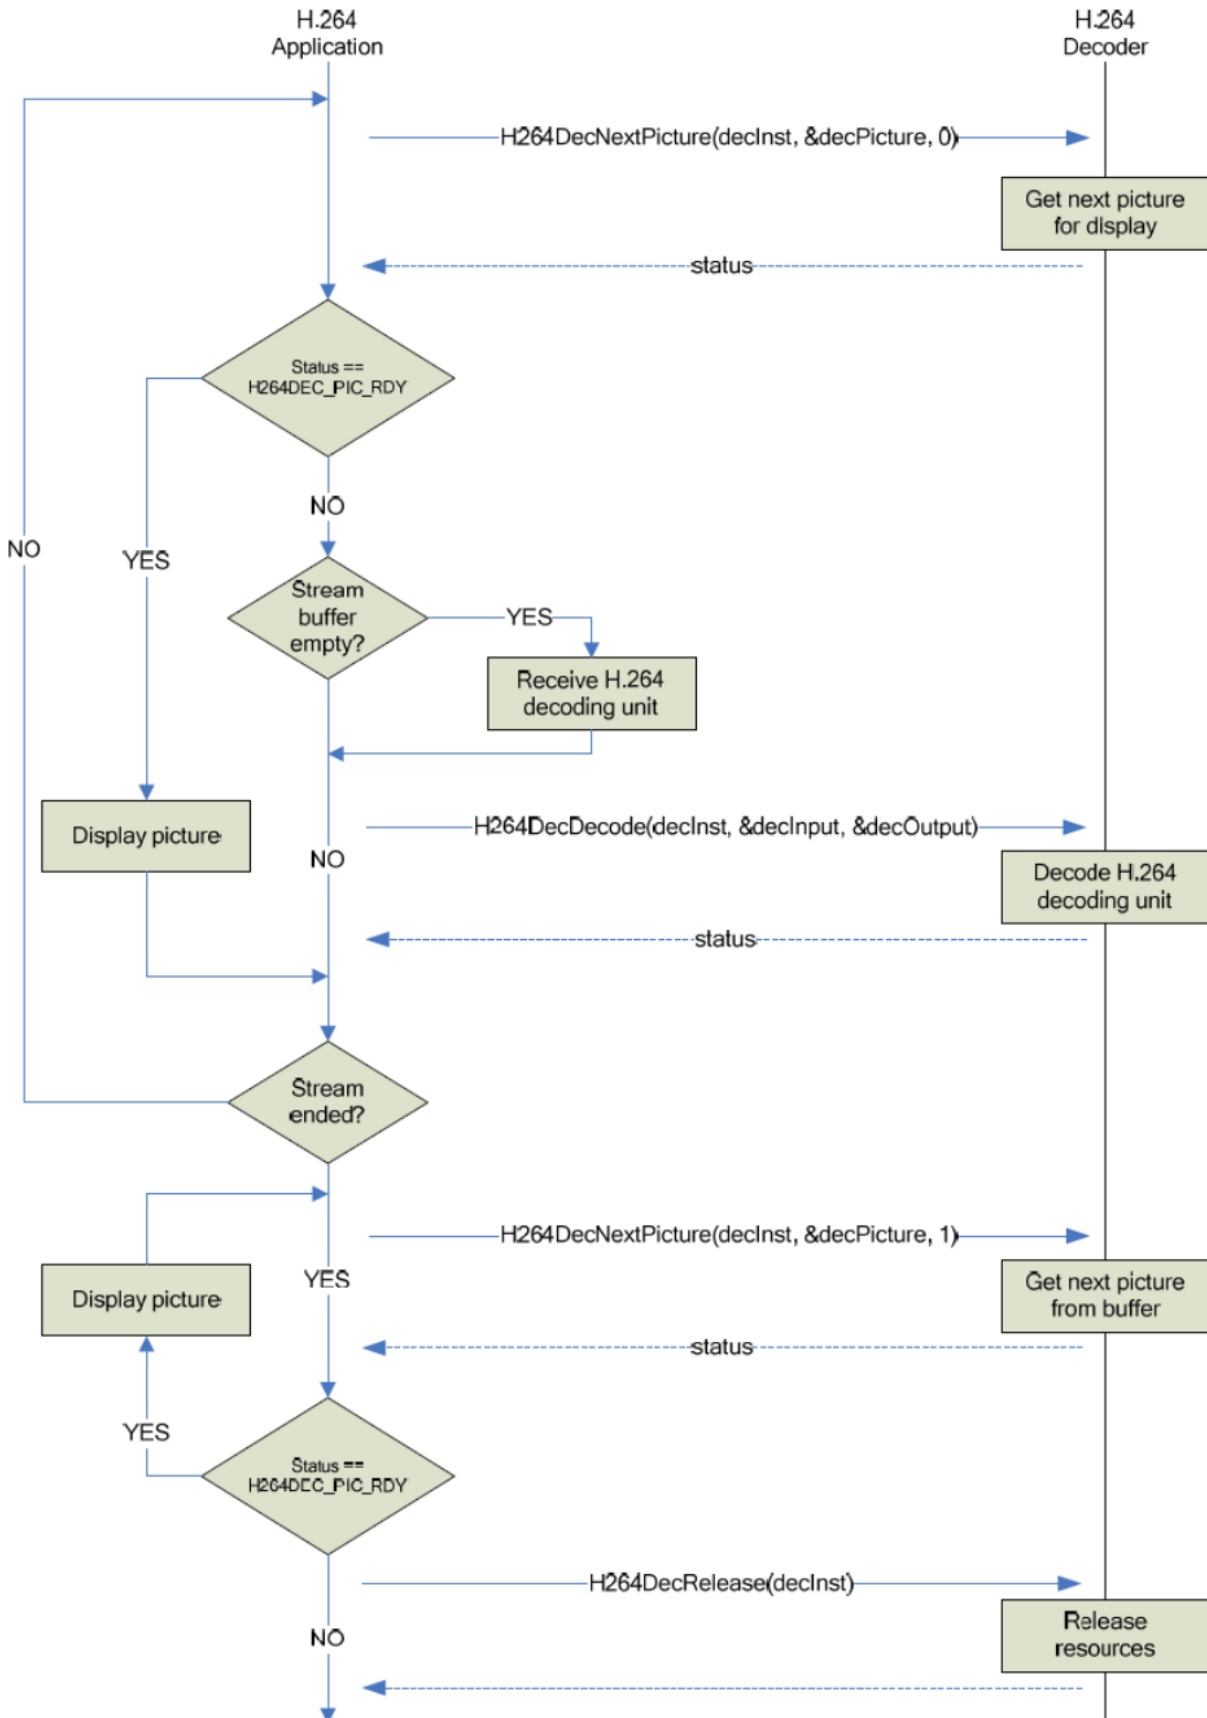 H.264
Application
H.264
Decoder
H264DecNextPicture(decInst, &decPicture, 0)
Get next picture
for display
status
Status ==
H264DEC_PIC_RDY
NO
NO
YES
Stream
buffer
empty?
YES
Receive H.264
decoding unit
Display picture
H264DecDecode(decInst, &decInput, &decOutput)
NO
Decode H.264
decoding unit
status
Stream
ended?
H264DecNextPicture(decInst, &decPicture, 1)
YES
Display picture
Get next picture
from buffer
status
YES
Status ==
H264DEC_PIC_RDY
H264DecRelease(decInst)
NO
Release
resources